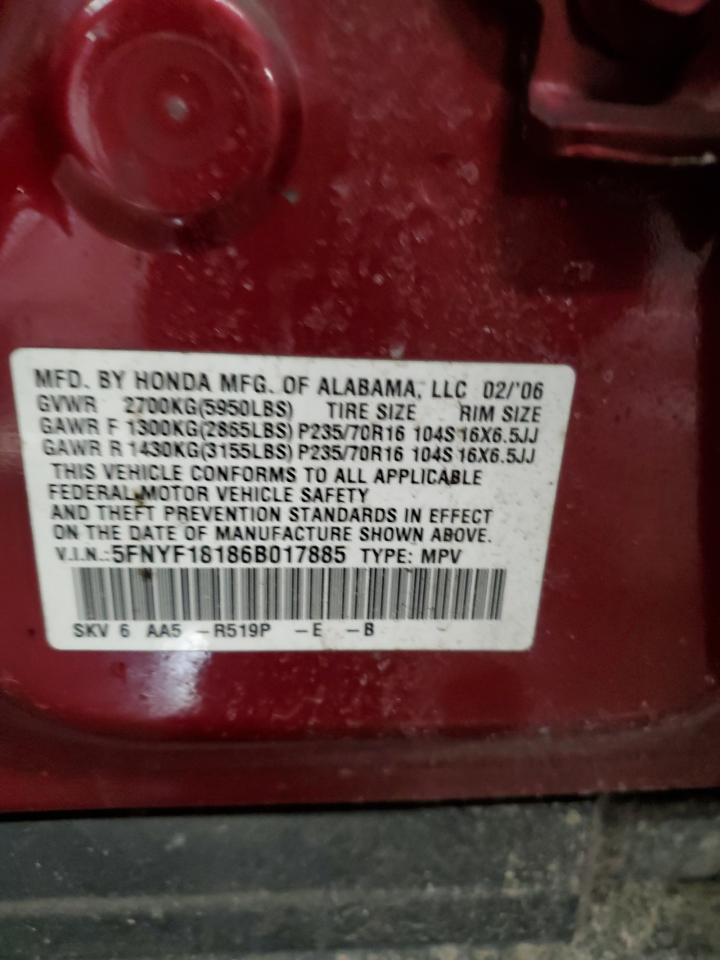 MFD. BY HONDA MFG. OF ALABAMA, LLC 02/'06
GVWR 2700KG(5950LBS) TIRE SIZE RIM SIZE
GAWR F 1300KG(2865LBS) P235/70R16 104S 16X6.5JJ
GAWR R 1430KG(3155LBS) P235/70R16 104S 16X6.5JJ
THIS VEHICLE CONFORMS TO ALL APPLICABLE
FEDERAL MOTOR VEHICLE SAFETY
AND THEFT PREVENTION STANDARDS IN EFFECT
ON THE DATE OF MANUFACTURE SHOWN ABOVE.
V.I.N.:5FNYF18186B017885 TYPE: MPV
SKV 6 AA5 -R519P -E -B